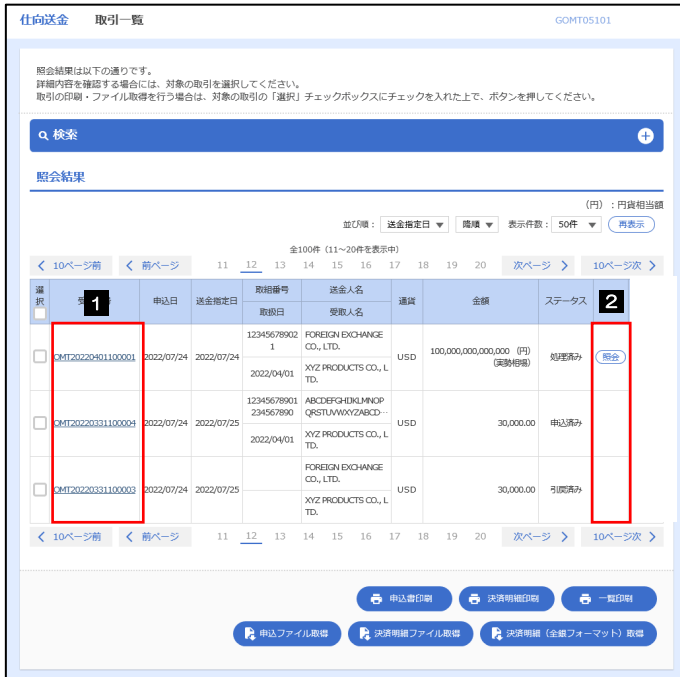 仕向送金 取引一覧 GOMT05101
照会結果は以下の通りです。
詳細内容を確認する場合には、対象の取引を選択してください。
取引の印刷・ファイル取得を行う場合は、対象の取引の「選択」チェックボックスにチェックを入れた上で、ボタンを押してください。
検索
照会結果
(円)：円貨相当額
並び順： 送金指定日 ▼ 降順 ▼ 表示件数： 50件 ▼ 再表示
全100件（11～20件を表示中）
10ページ前 前ページ 11 12 13 14 15 16 17 18 19 20 次ページ 10ページ次
選択 1 申込日 送金指定日 取組番号 送金人名 通貨 金額 ステータス 2
取扱日 受取人名
12345678902 FOREIGN EXCHANGE
1 CO., LTD.
OMT20220401100001 2022/07/24 2022/07/24 USD 100,000,000,000,000 (円) 処理済み 照会
(実勢相場)
2022/04/01 XYZ PRODUCTS CO., L
TD.
12345678901 ABCDEFGHIJKLMNOP
234567890 QRSTUVWXYZABCD…
OMT20220331100004 2022/07/24 2022/07/25 USD 30,000.00 申込済み
2022/04/01 XYZ PRODUCTS CO., L
TD.
FOREIGN EXCHANGE
CO., LTD.
OMT20220331100003 2022/07/24 2022/07/25 USD 30,000.00 引戻済み
XYZ PRODUCTS CO., L
TD.
10ページ前 前ページ 11 12 13 14 15 16 17 18 19 20 次ページ 10ページ次
申込書印刷 決済明細印刷 一覧印刷
申込ファイル取得 決済明細ファイル取得 決済明細（全銀フォーマット）取得